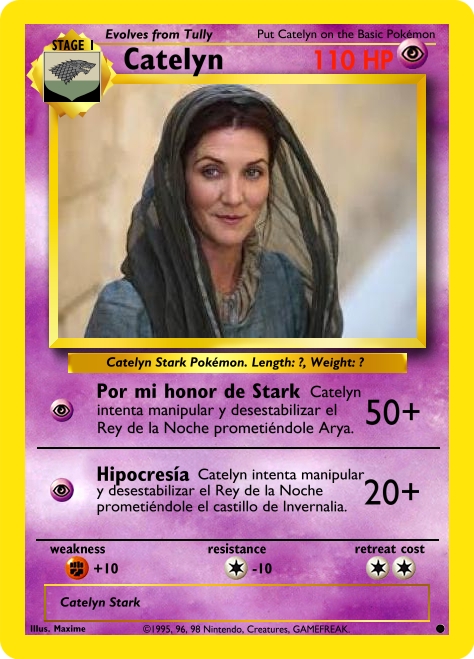 Evolves from Tully
Put Catelyn on the Basic Pokémon
STAGE 1
Catelyn
110 HP
Catelyn Stark Pokémon. Length: ?, Weight: ?
Por mi honor de Stark Catelyn
intenta manipular y desestabilizar el
Rey de la Noche prometiéndole Arya.
50+
Hipocresía Catelyn intenta manipular
y desestabilizar el Rey de la Noche
prometiéndole el castillo de Invernalia.
20+
weakness
resistance
retreat cost
+10
-10
Catelyn Stark
Illus. Maxime
©1995, 96, 98 Nintendo, Creatures, GAMEFREAK.